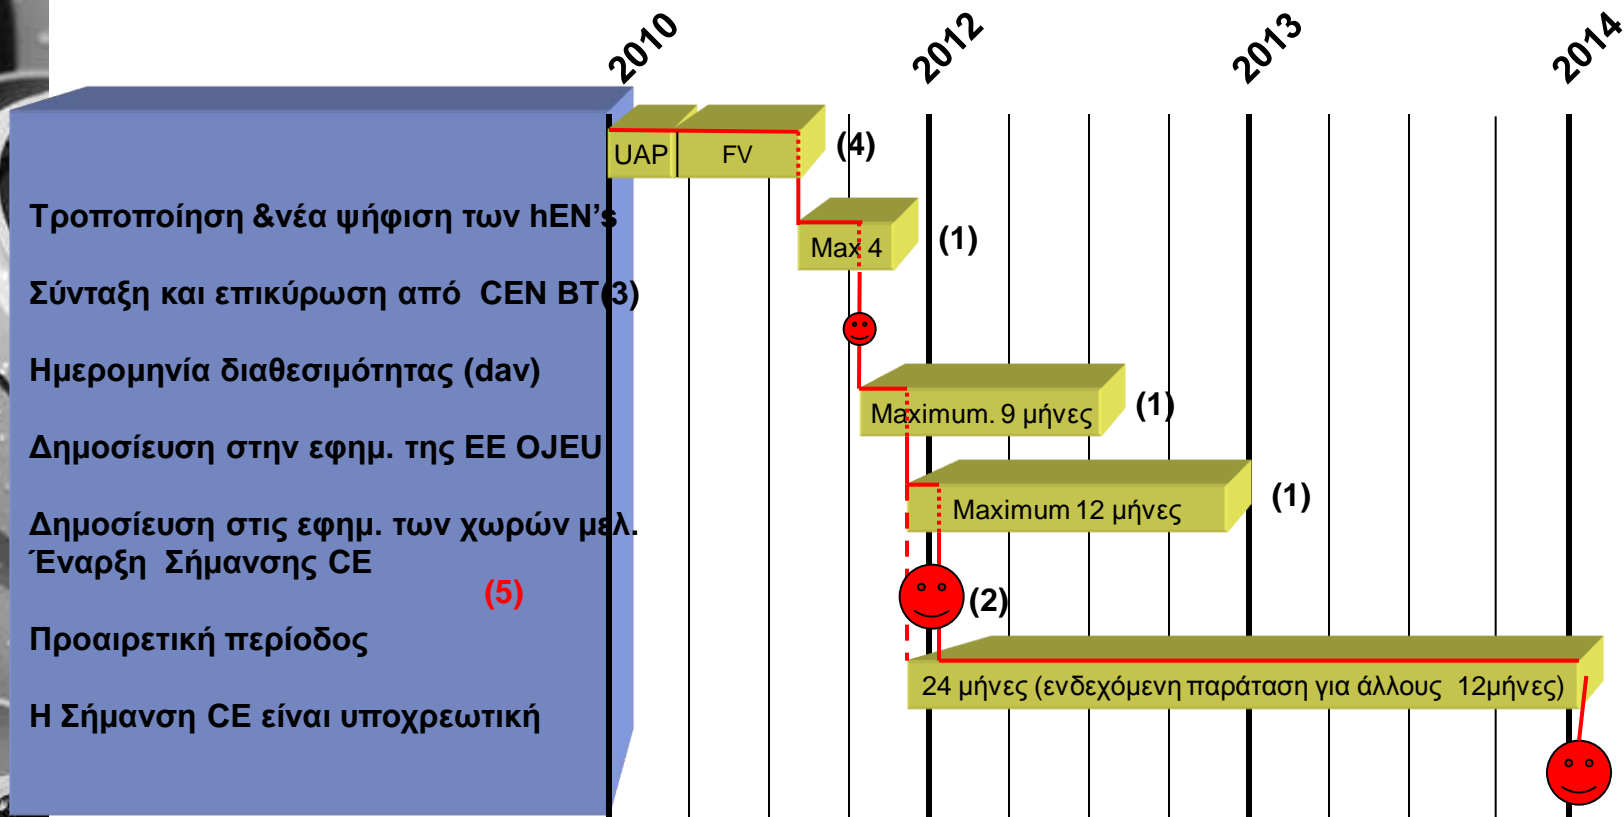 2010
2012
2013
2014
UAP
FV
(4)
Τροποποίηση &νέα ψήφιση των hEN’s
Max 4
(1)
Σύνταξη και επικύρωση από CEN BT(3)
Ημερομηνία διαθεσιμότητας (dav)
Maximum. 9 μήνες
(1)
Δημοσίευση στην εφημ. της ΕΕ OJEU
Maximum 12 μήνες
(1)
Δημοσίευση στις εφημ. των χωρών μελ.
Έναρξη Σήμανσης CE
(5)
(2)
Προαιρετική περίοδος
24 μήνες (ενδεχόμενη παράταση για άλλους 12μήνες)
Η Σήμανση CE είναι υποχρεωτική